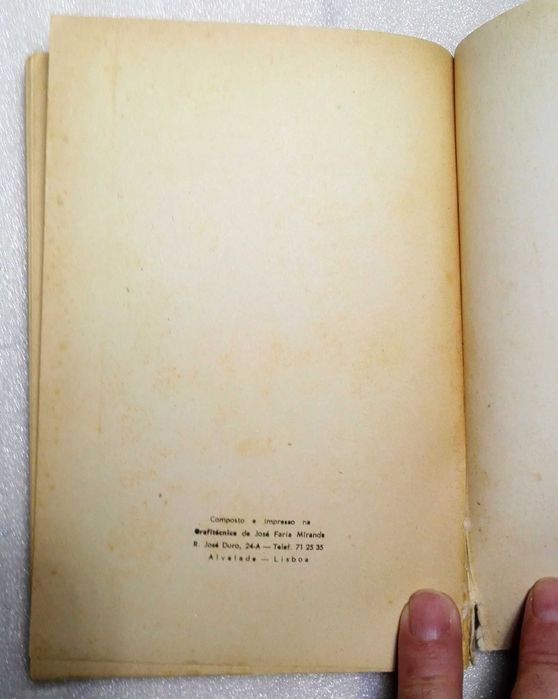 Composto e impresso na
Grafitécnica de José Faria Miranda
R. José Duro, 24-A — Telef. 71 25 35
Alvalade — Lisboa